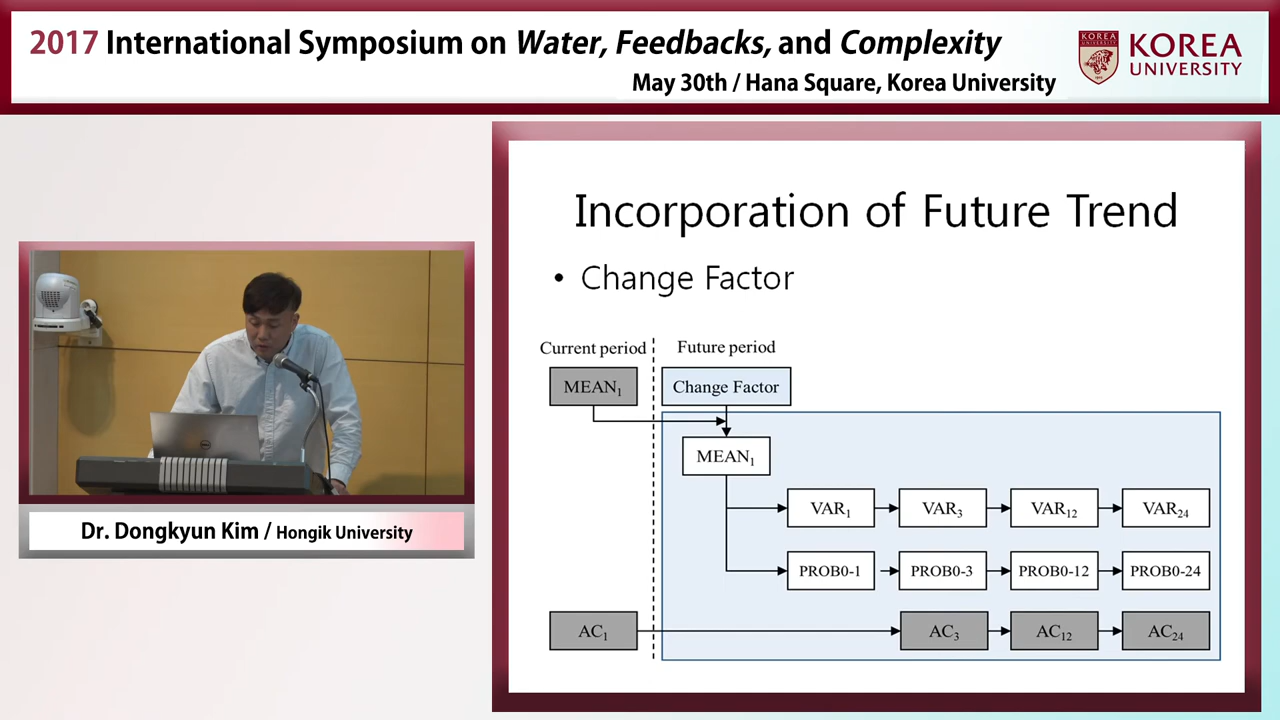 2017 International Symposium on Water, Feedbacks, and Complexity
May 30th / Hana Square, Korea University
KOREA
UNIVERSITY
Incorporation of Future Trend
• Change Factor
Current period
Future period
MEAN1
Change Factor
MEAN1
VAR1
VAR3
VAR12
VAR24
PROB0-1
PROB0-3
PROB0-12
PROB0-24
AC1
AC3
AC12
AC24
Dr. Dongkyun Kim / Hongik University